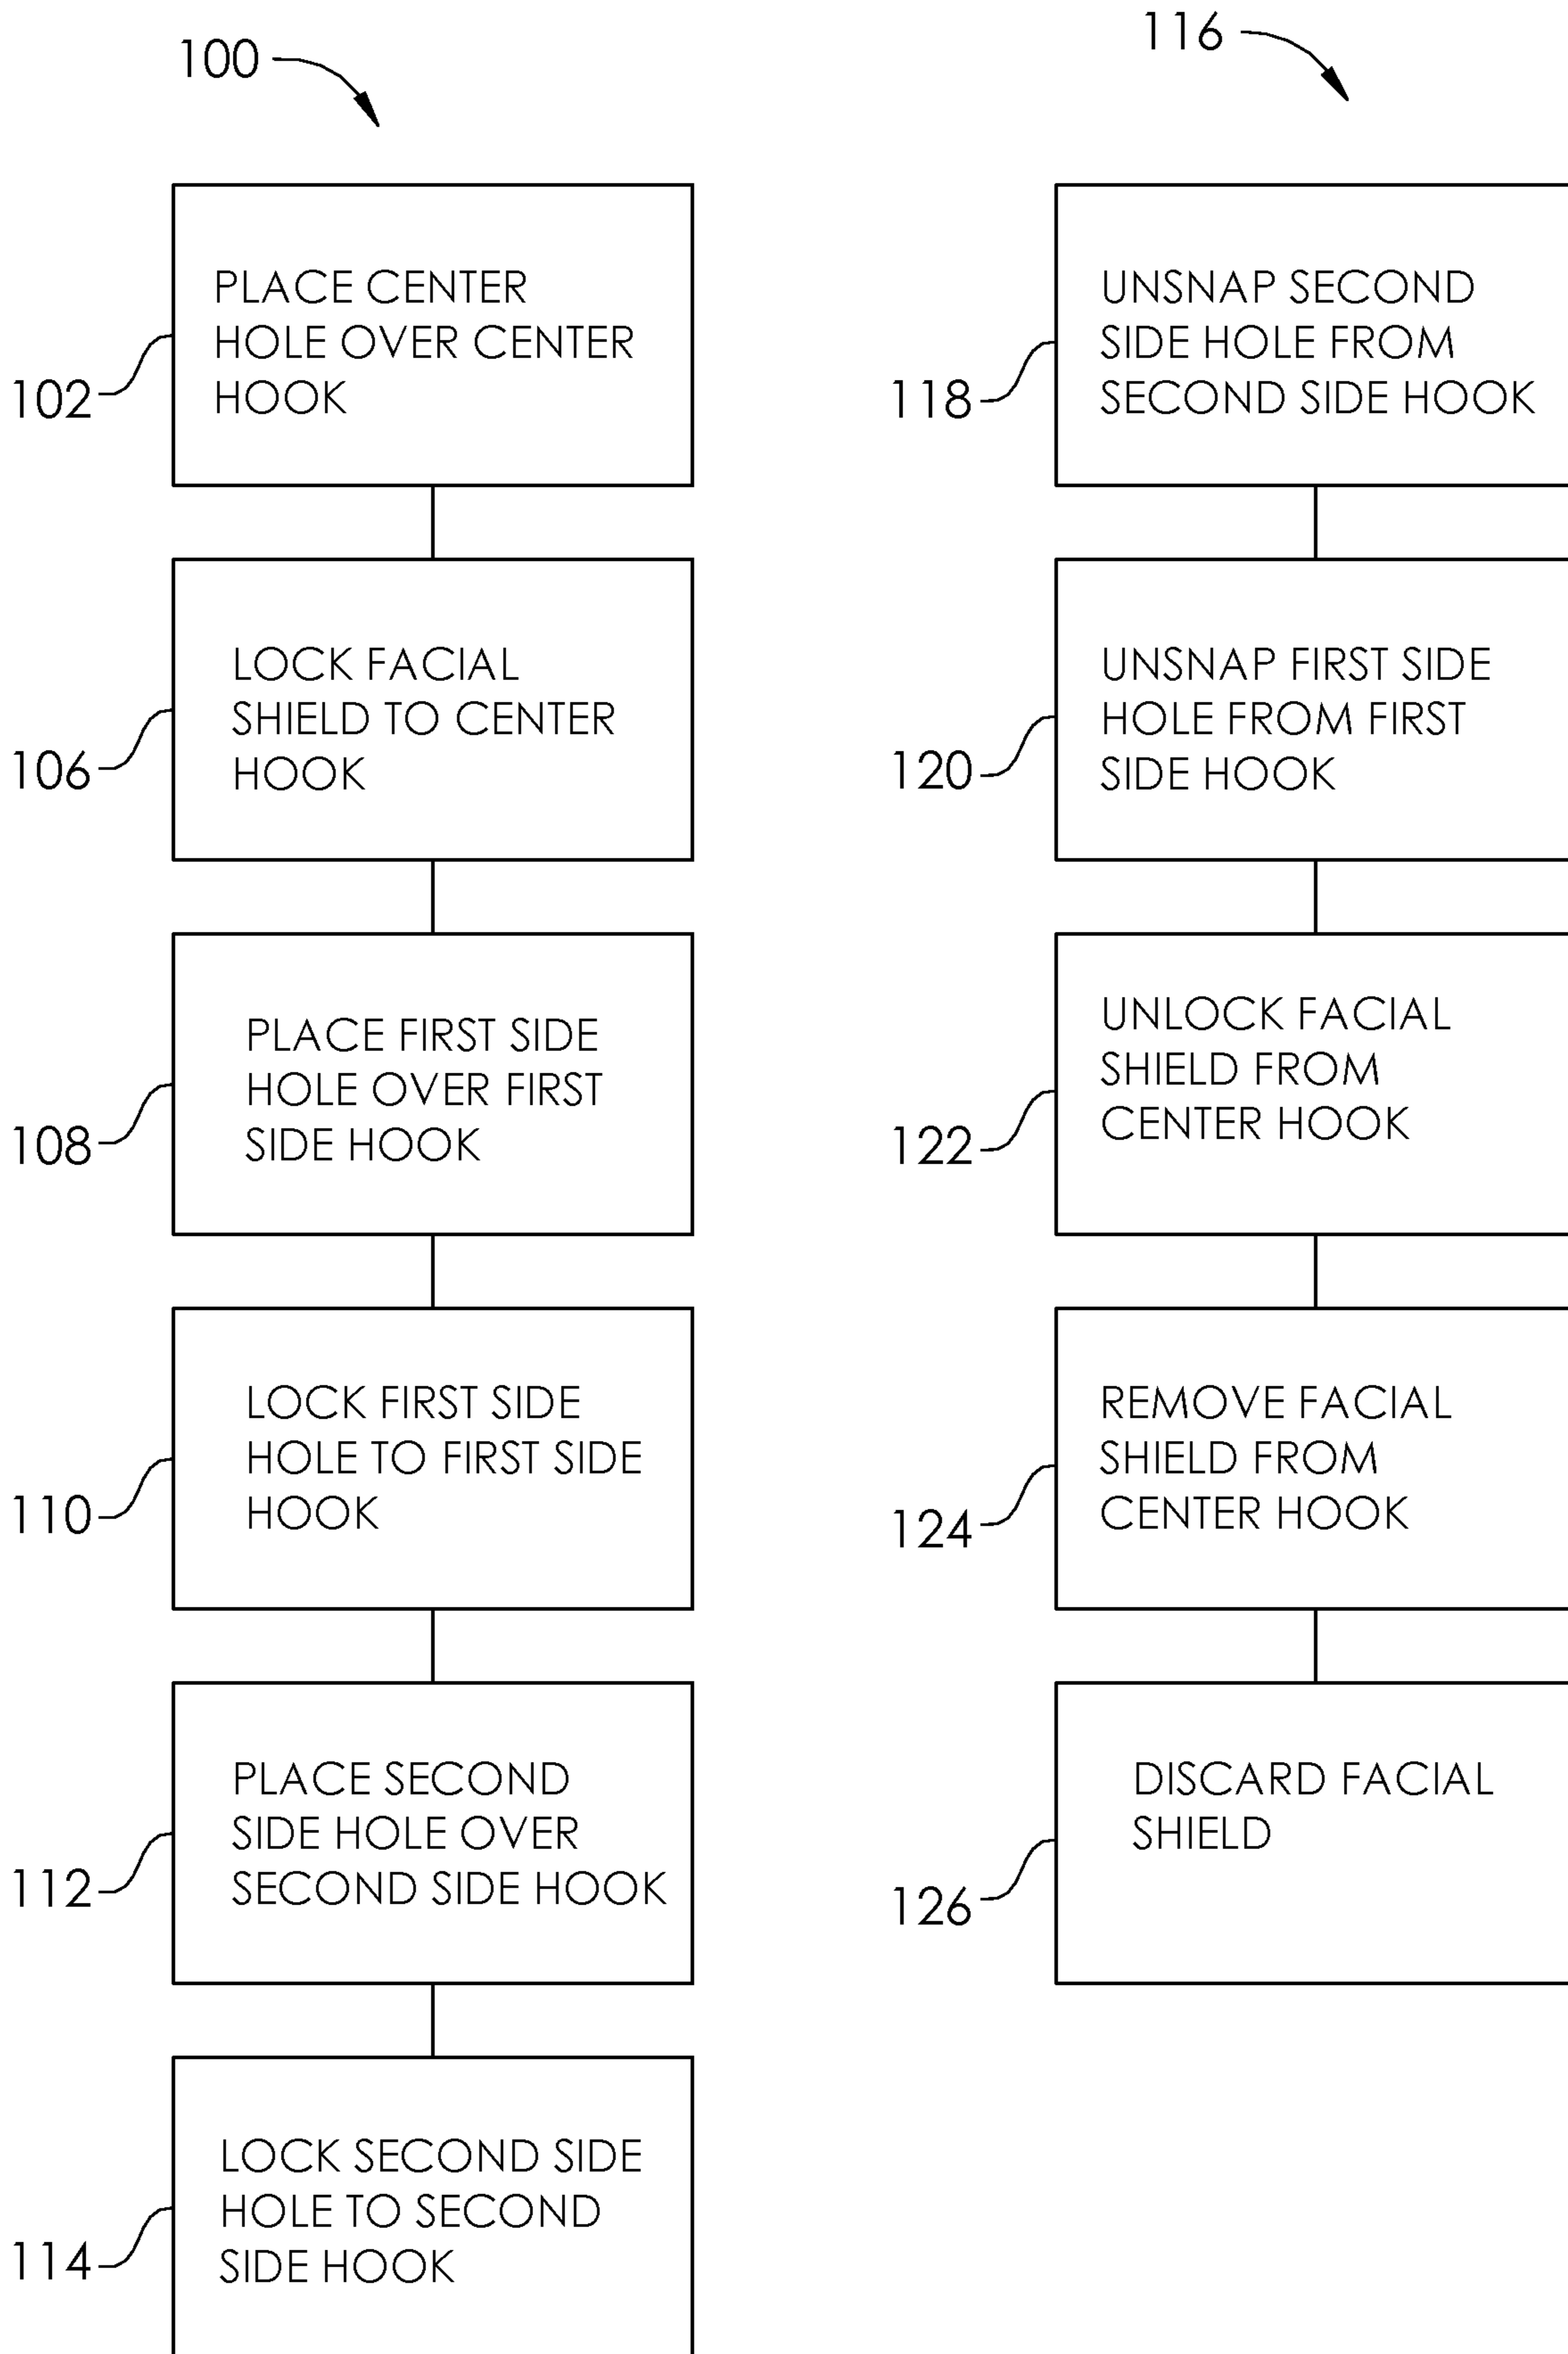 100
PLACE CENTER
HOLE OVER CENTER
HOOK
102
LOCK FACIAL
SHIELD TO CENTER
HOOK
106
PLACE FIRST SIDE
HOLE OVER FIRST
SIDE HOOK
108
LOCK FIRST SIDE
HOLE TO FIRST SIDE
HOOK
110
PLACE SECOND
SIDE HOLE OVER
SECOND SIDE HOOK
112
LOCK SECOND SIDE
HOLE TO SECOND
SIDE HOOK
114
116
UNSNAP SECOND
SIDE HOLE FROM
SECOND SIDE HOOK
118
UNSNAP FIRST SIDE
HOLE FROM FIRST
SIDE HOOK
120
UNLOCK FACIAL
SHIELD FROM
CENTER HOOK
122
REMOVE FACIAL
SHIELD FROM
CENTER HOOK
124
DISCARD FACIAL
SHIELD
126